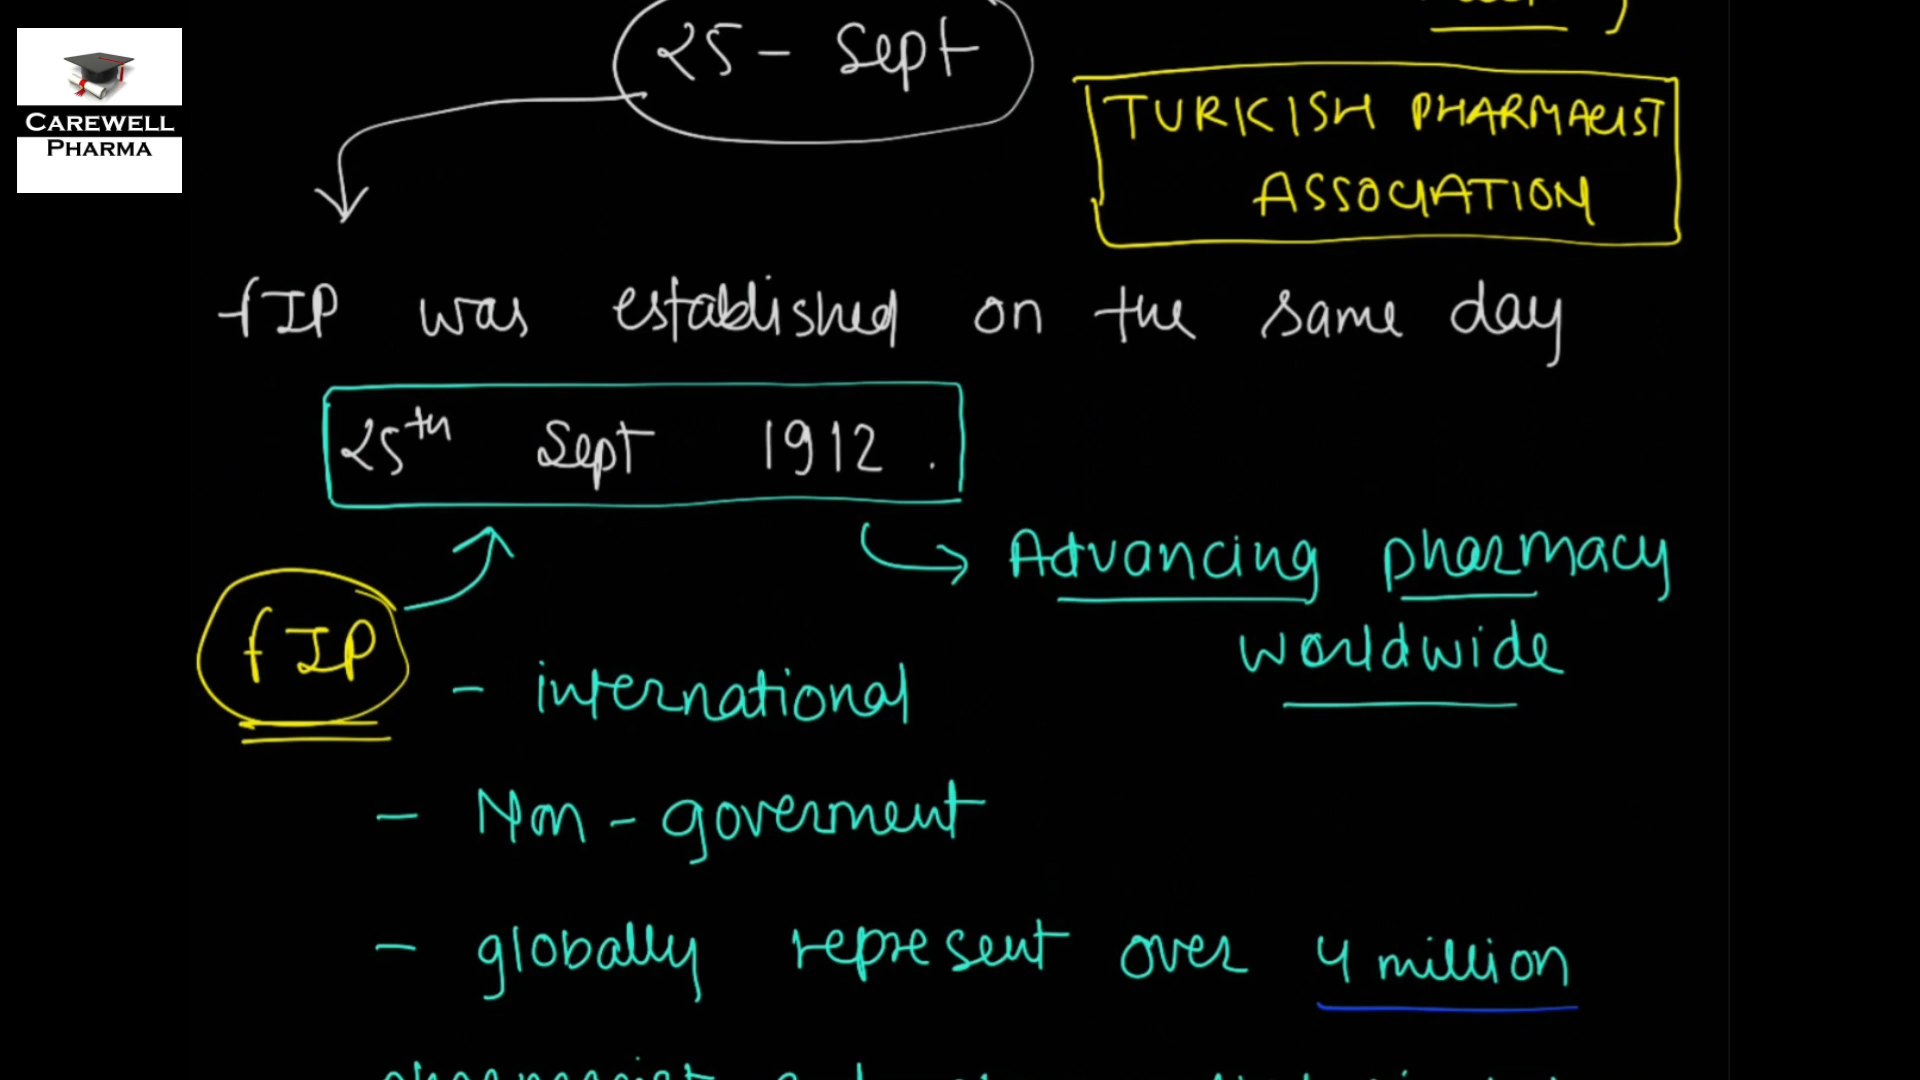 CAREWELL
PHARMA
25 - Sept
TURKISH PHARMACIST
ASSOCIATION
fIP was established on the same day
25th Sept 1912.
Advancing pharmacy
worldwide
fIP
- international
- Non-goverment
- globally represent over 4 million